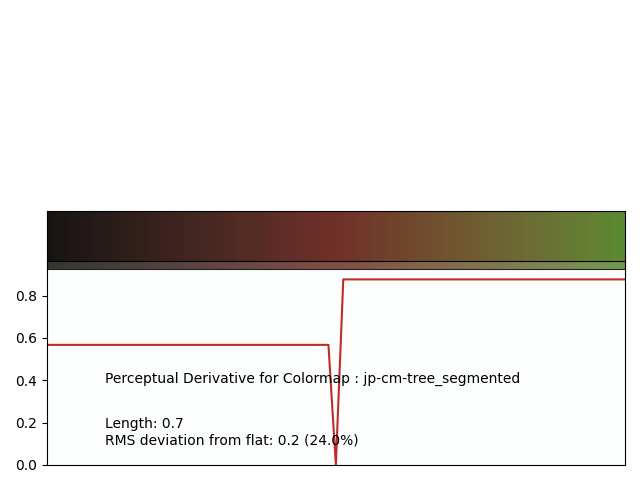 0.8
0.6
0.4
0.2
0.0
Perceptual Derivative for Colormap : jp-cm-tree_segmented
Length: 0.7
RMS deviation from flat: 0.2 (24.0%)